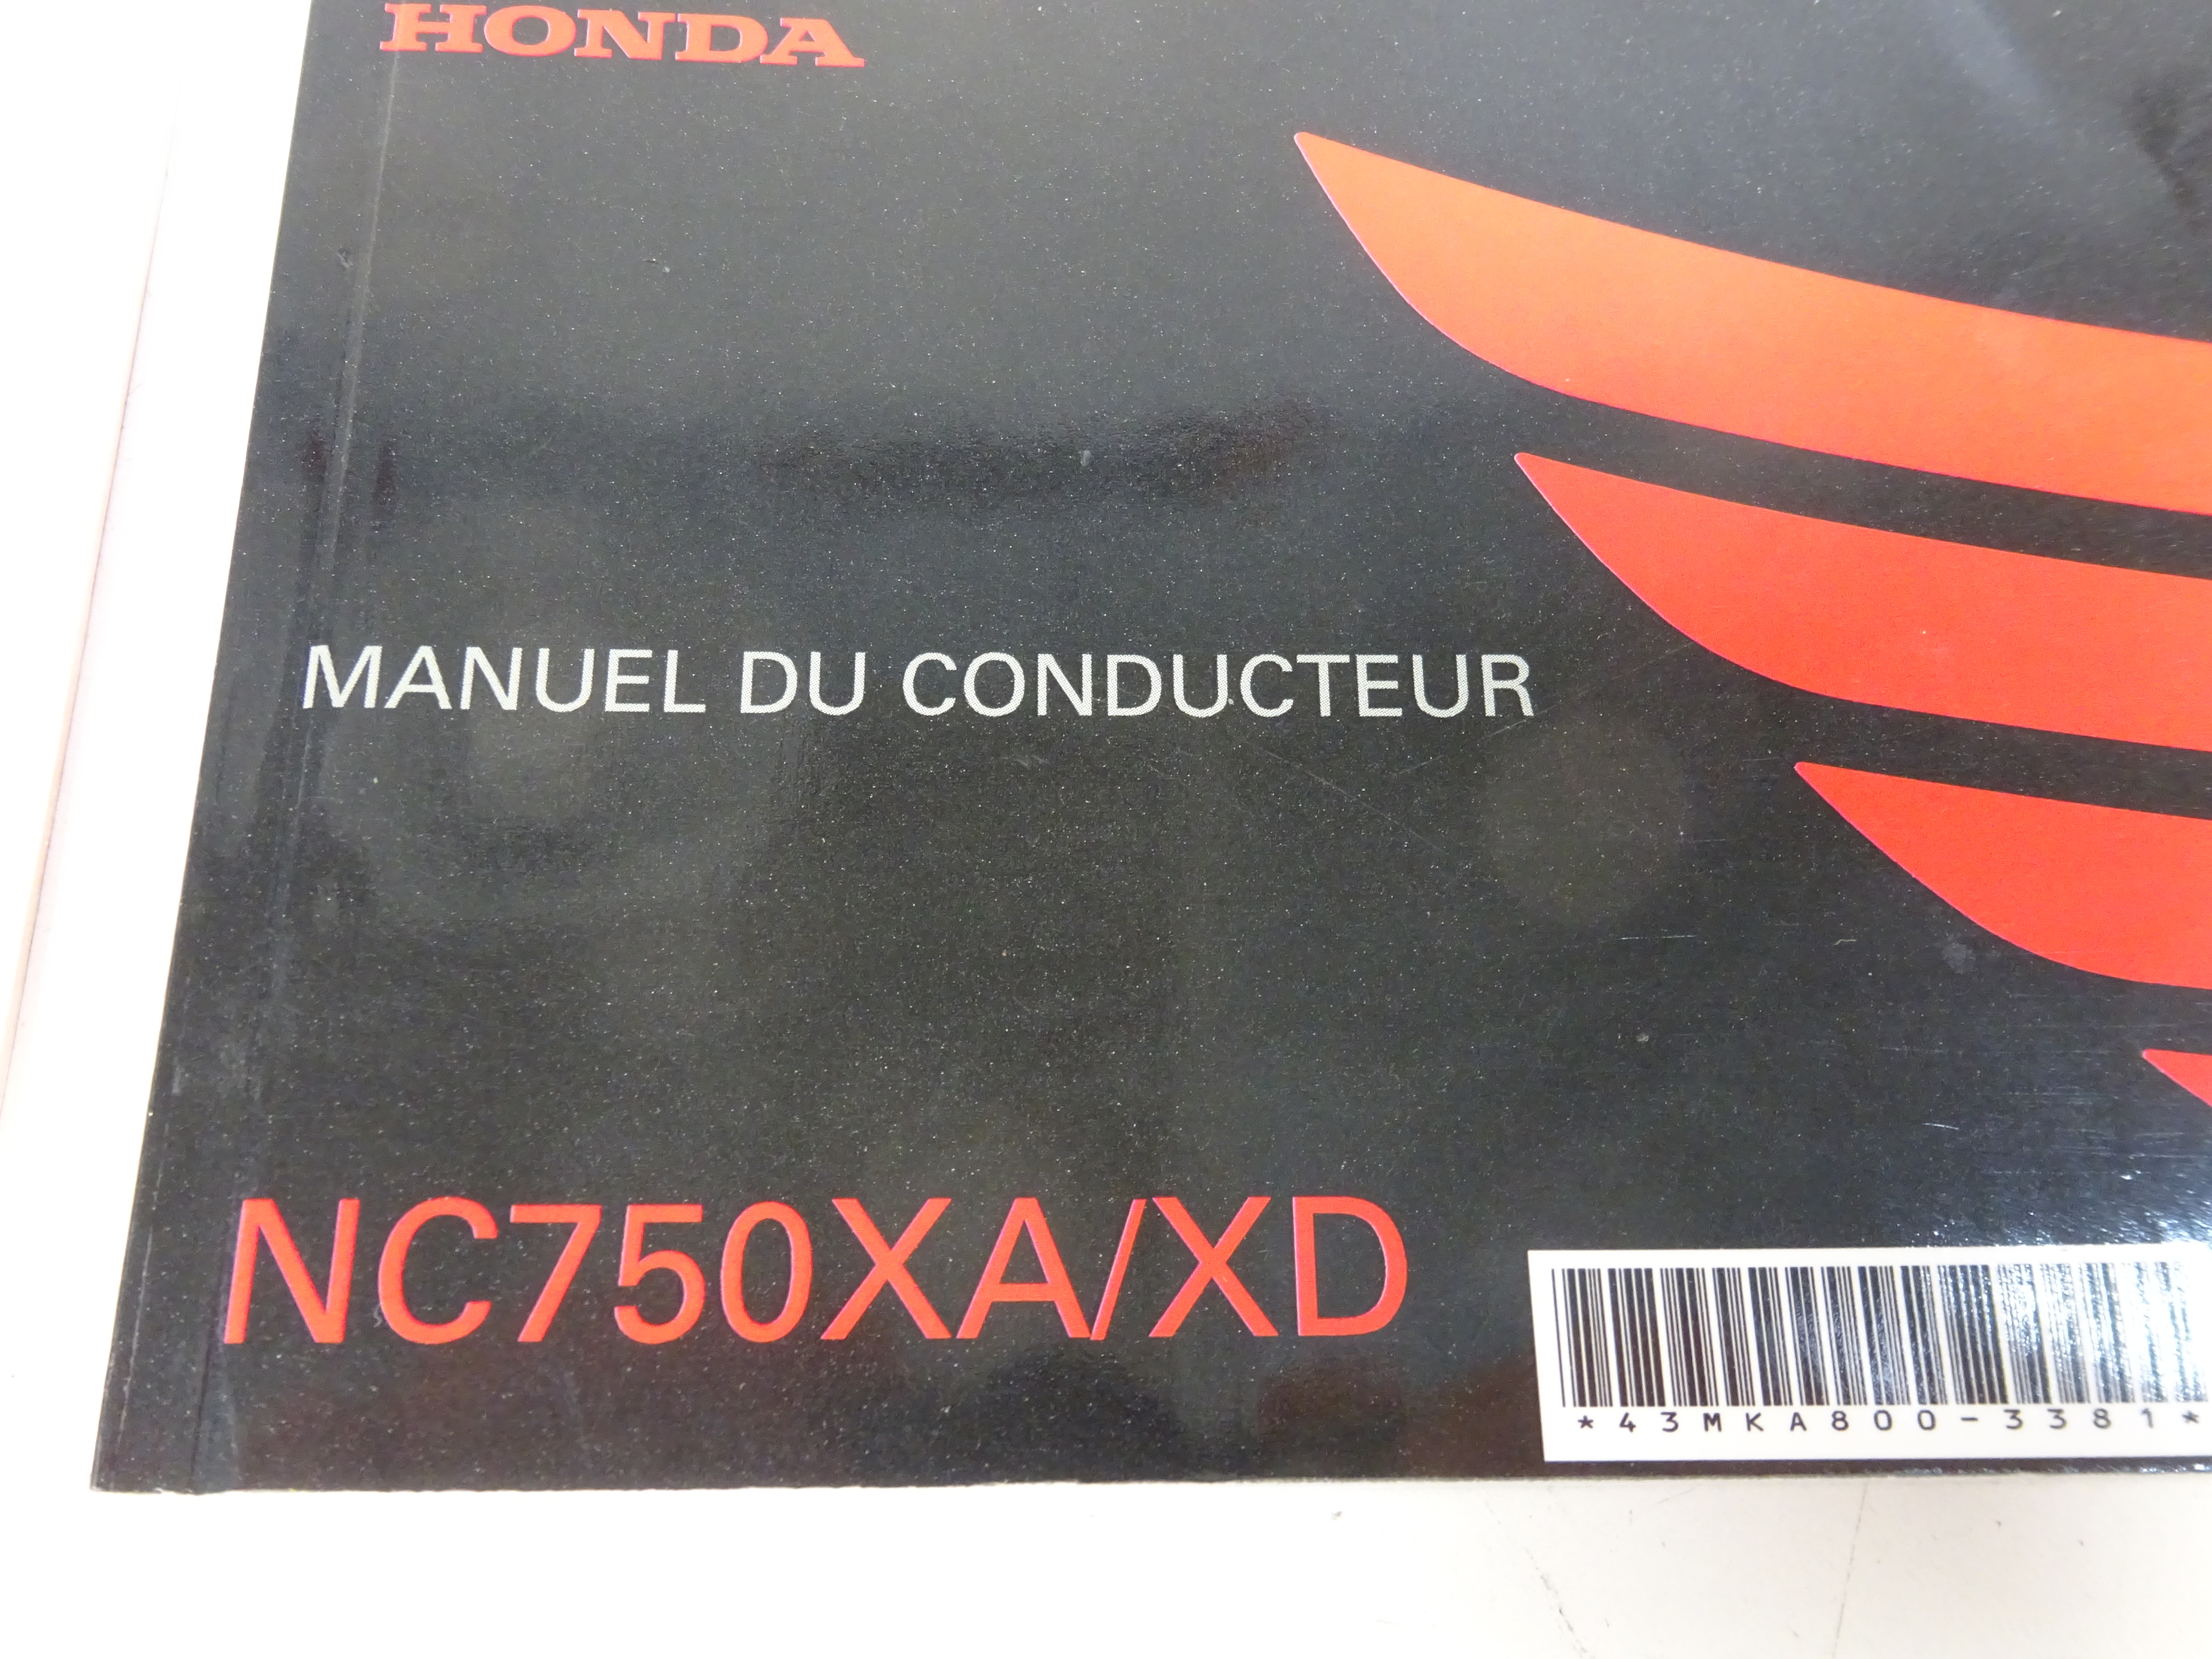 HONDA
MANUEL DU CONDUCTEUR
NC750XA/XD
*43MKA800-3381*